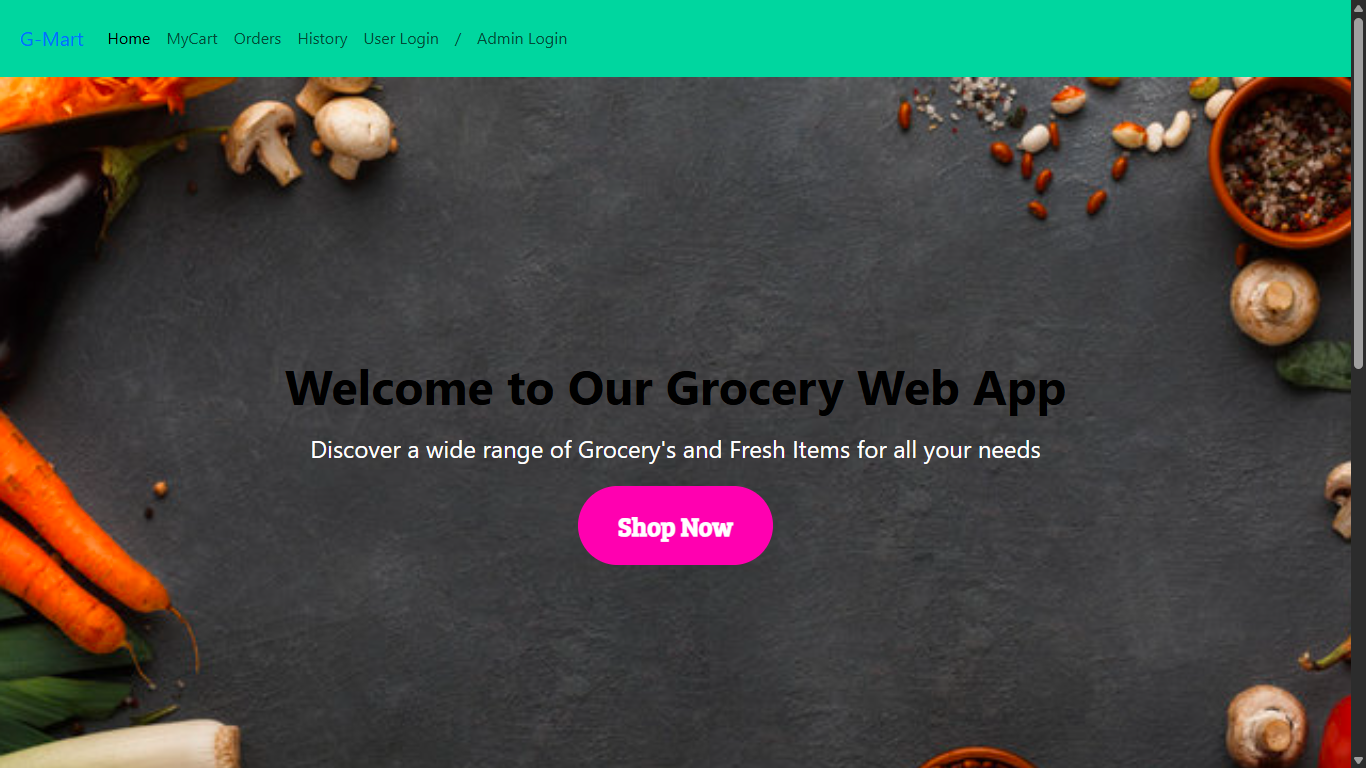 G-Mart Home MyCart Orders History User Login / Admin Login
Welcome to Our Grocery Web App
Discover a wide range of Grocery's and Fresh Items for all your needs
Shop Now